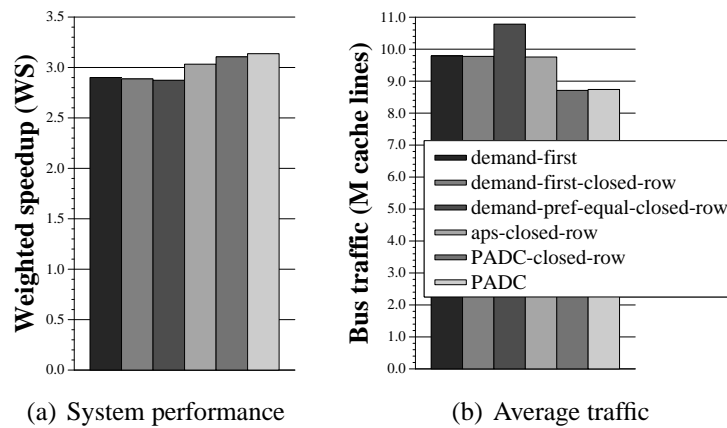 Weighted speedup (WS)
3.5
3.0
2.5
2.0
1.5
1.0
0.5
0.0
(a) System performance
Bus traffic (M cache lines)
11.0
10.0
9.0
8.0
7.0
6.0
5.0
4.0
3.0
2.0
1.0
0.0
demand-first
demand-first-closed-row
demand-pref-equal-closed-row
aps-closed-row
PADC-closed-row
PADC
(b) Average traffic